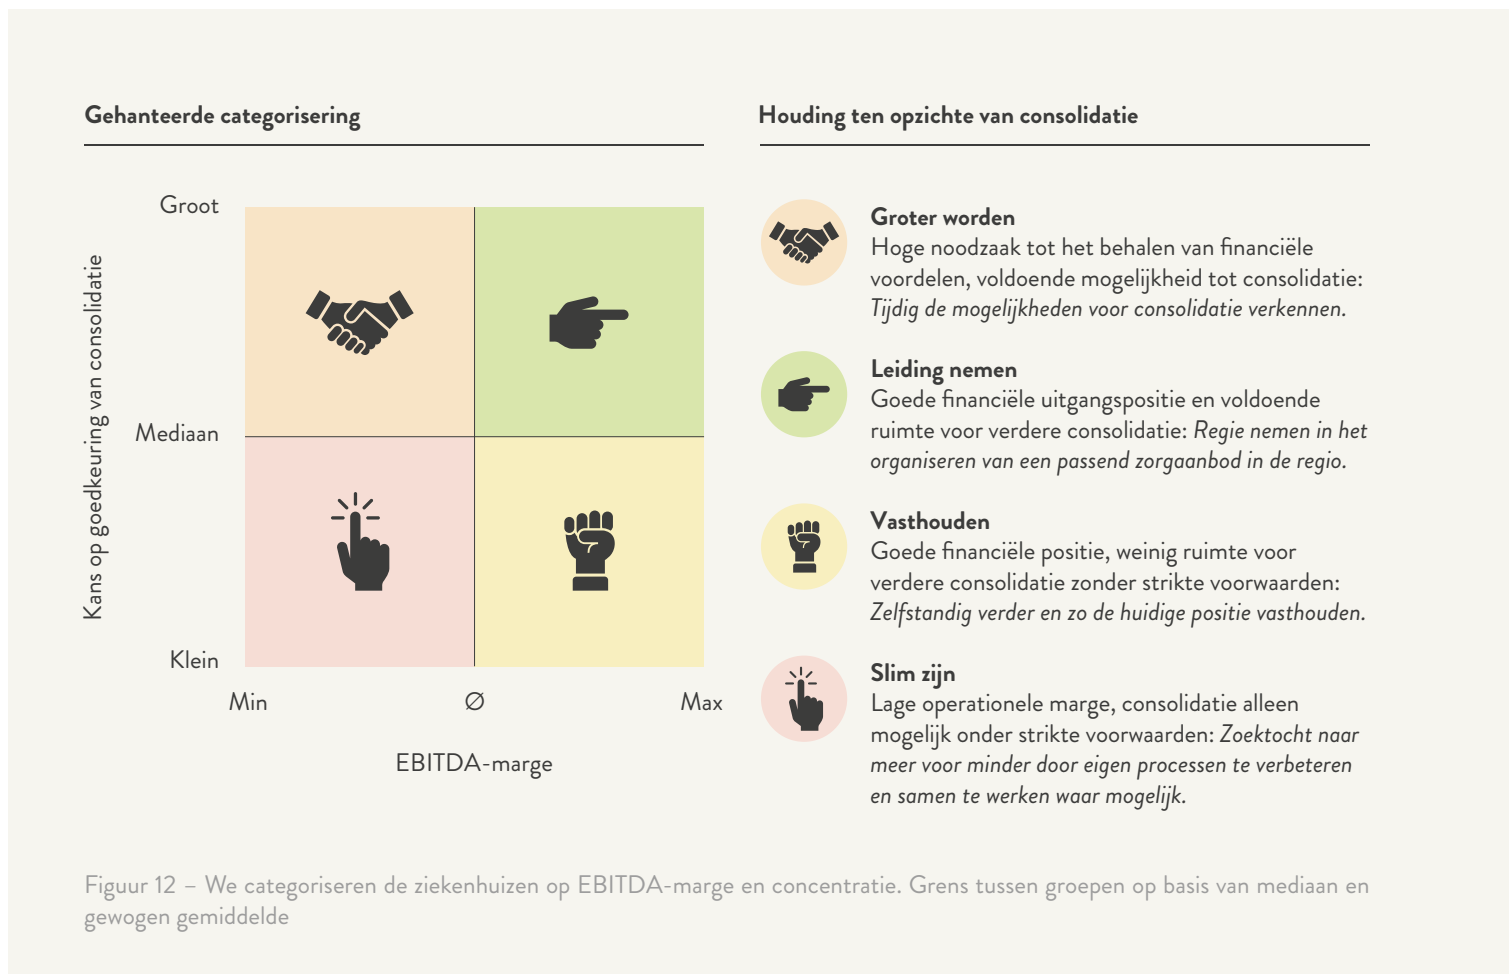 Gehanteerde categorisering
Groot
Mediaan
Klein
Kans op goedkeuring van consolidatie
Min
Ø
Max
EBITDA-marge
Houding ten opzichte van consolidatie
Groter worden
Hoge noodzaak tot het behalen van financiële
voordelen, voldoende mogelijkheid tot consolidatie:
Tijdig de mogelijkheden voor consolidatie verkennen.
Leiding nemen
Goede financiële uitgangspositie en voldoende
ruimte voor verdere consolidatie: Regie nemen in het
organiseren van een passend zorgaanbod in de regio.
Vasthouden
Goede financiële positie, weinig ruimte voor
verdere consolidatie zonder strikte voorwaarden:
Zelfstandig verder en zo de huidige positie vasthouden.
Slim zijn
Lage operationele marge, consolidatie alleen
mogelijk onder strikte voorwaarden: Zoektocht naar
meer voor minder door eigen processen te verbeteren
en samen te werken waar mogelijk.
Figuur 12 – We categoriseren de ziekenhuizen op EBITDA-marge en concentratie. Grens tussen groepen op basis van mediaan en
gewogen gemiddelde